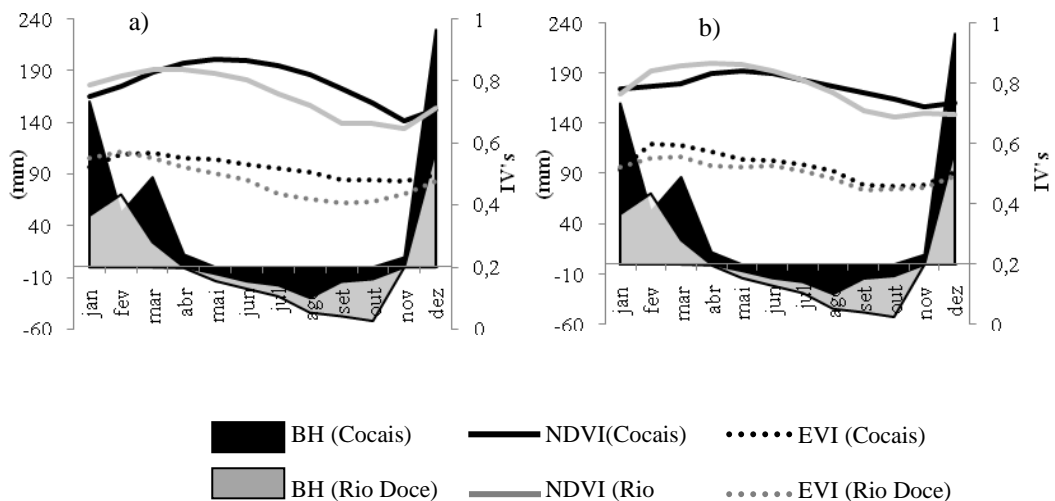 a)
240
190
140
90
40
-10
-60
(mm)
jan
fev
mar
abr
mai
jun
jul
ago
set
out
nov
dez
1
0,8
0,6
0,4
0,2
0
IV's
b)
240
190
140
90
40
-10
-60
(mm)
jan
fev
mar
abr
mai
jun
jul
ago
set
out
nov
dez
1
0,8
0,6
0,4
0,2
0
IV's
BH (Cocais) NDVI(Cocais) EVI (Cocais)
BH (Rio Doce) NDVI (Rio EVI (Rio Doce)